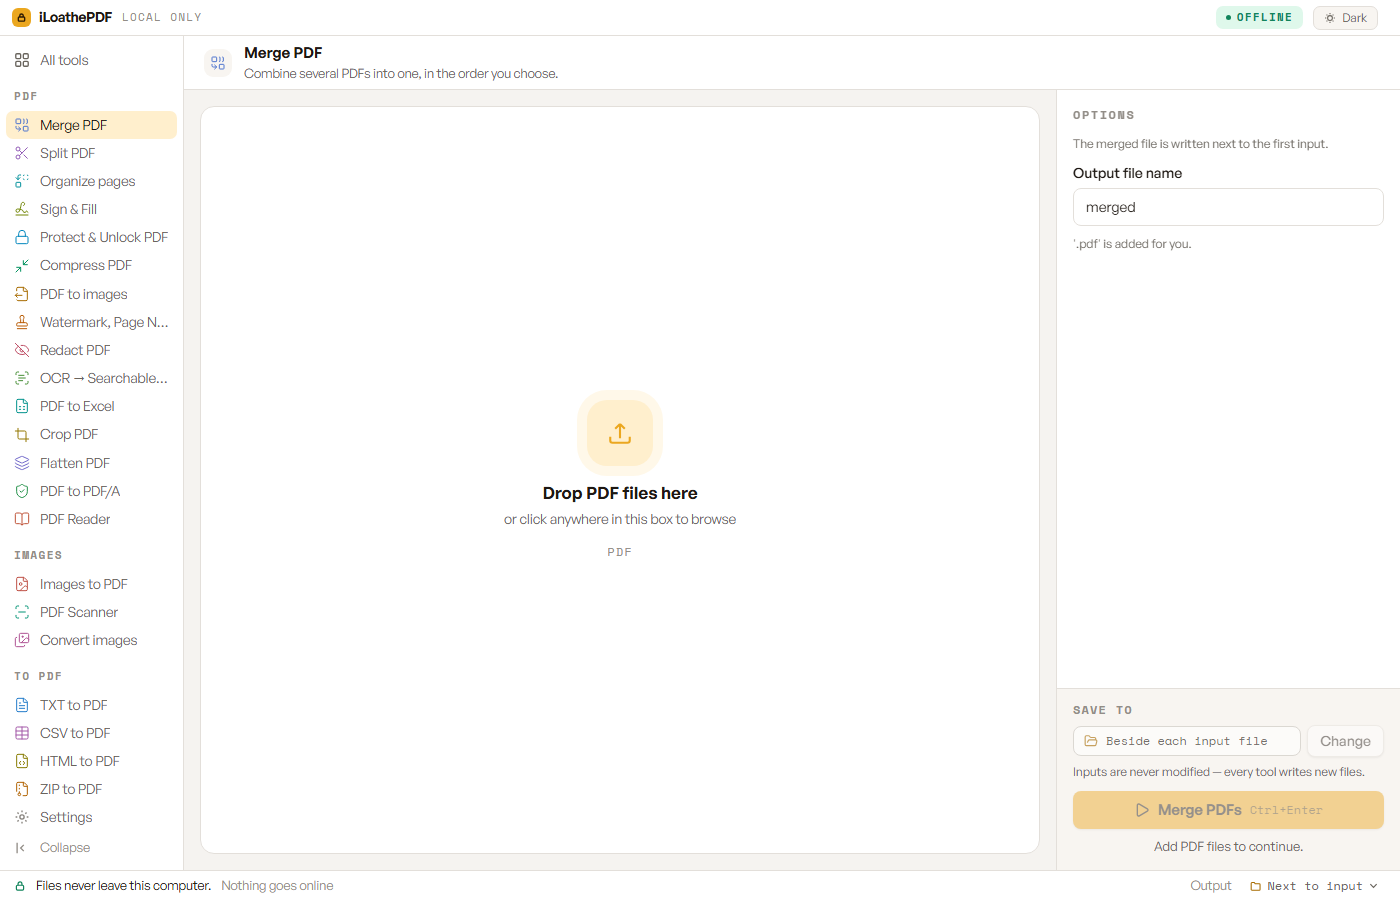 iLoathePDF LOCAL ONLY
OFFLINE
Dark
All tools
PDF
Merge PDF
Split PDF
Organize pages
Sign & Fill
Protect & Unlock PDF
Compress PDF
PDF to images
Watermark, Page N...
Redact PDF
OCR → Searchable...
PDF to Excel
Crop PDF
Flatten PDF
PDF to PDF/A
PDF Reader
IMAGES
Images to PDF
PDF Scanner
Convert images
TO PDF
TXT to PDF
CSV to PDF
HTML to PDF
ZIP to PDF
Settings
Collapse
Merge PDF
Combine several PDFs into one, in the order you choose.
Drop PDF files here
or click anywhere in this box to browse
PDF
OPTIONS
The merged file is written next to the first input.
Output file name
merged
'.pdf' is added for you.
SAVE TO
Beside each input file
Change
Inputs are never modified — every tool writes new files.
Merge PDFs Ctrl+Enter
Add PDF files to continue.
Files never leave this computer. Nothing goes online
Output
Next to input